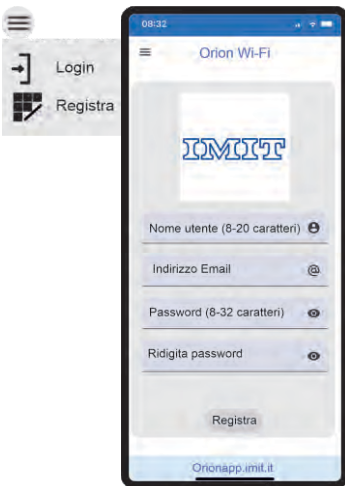 Login
Registra
08:32
Orion Wi-Fi
IMIT
Nome utente (8-20 caratteri)
Indirizzo Email
@
Password (8-32 caratteri)
Ridigita password
Registra
Orionapp.imit.it